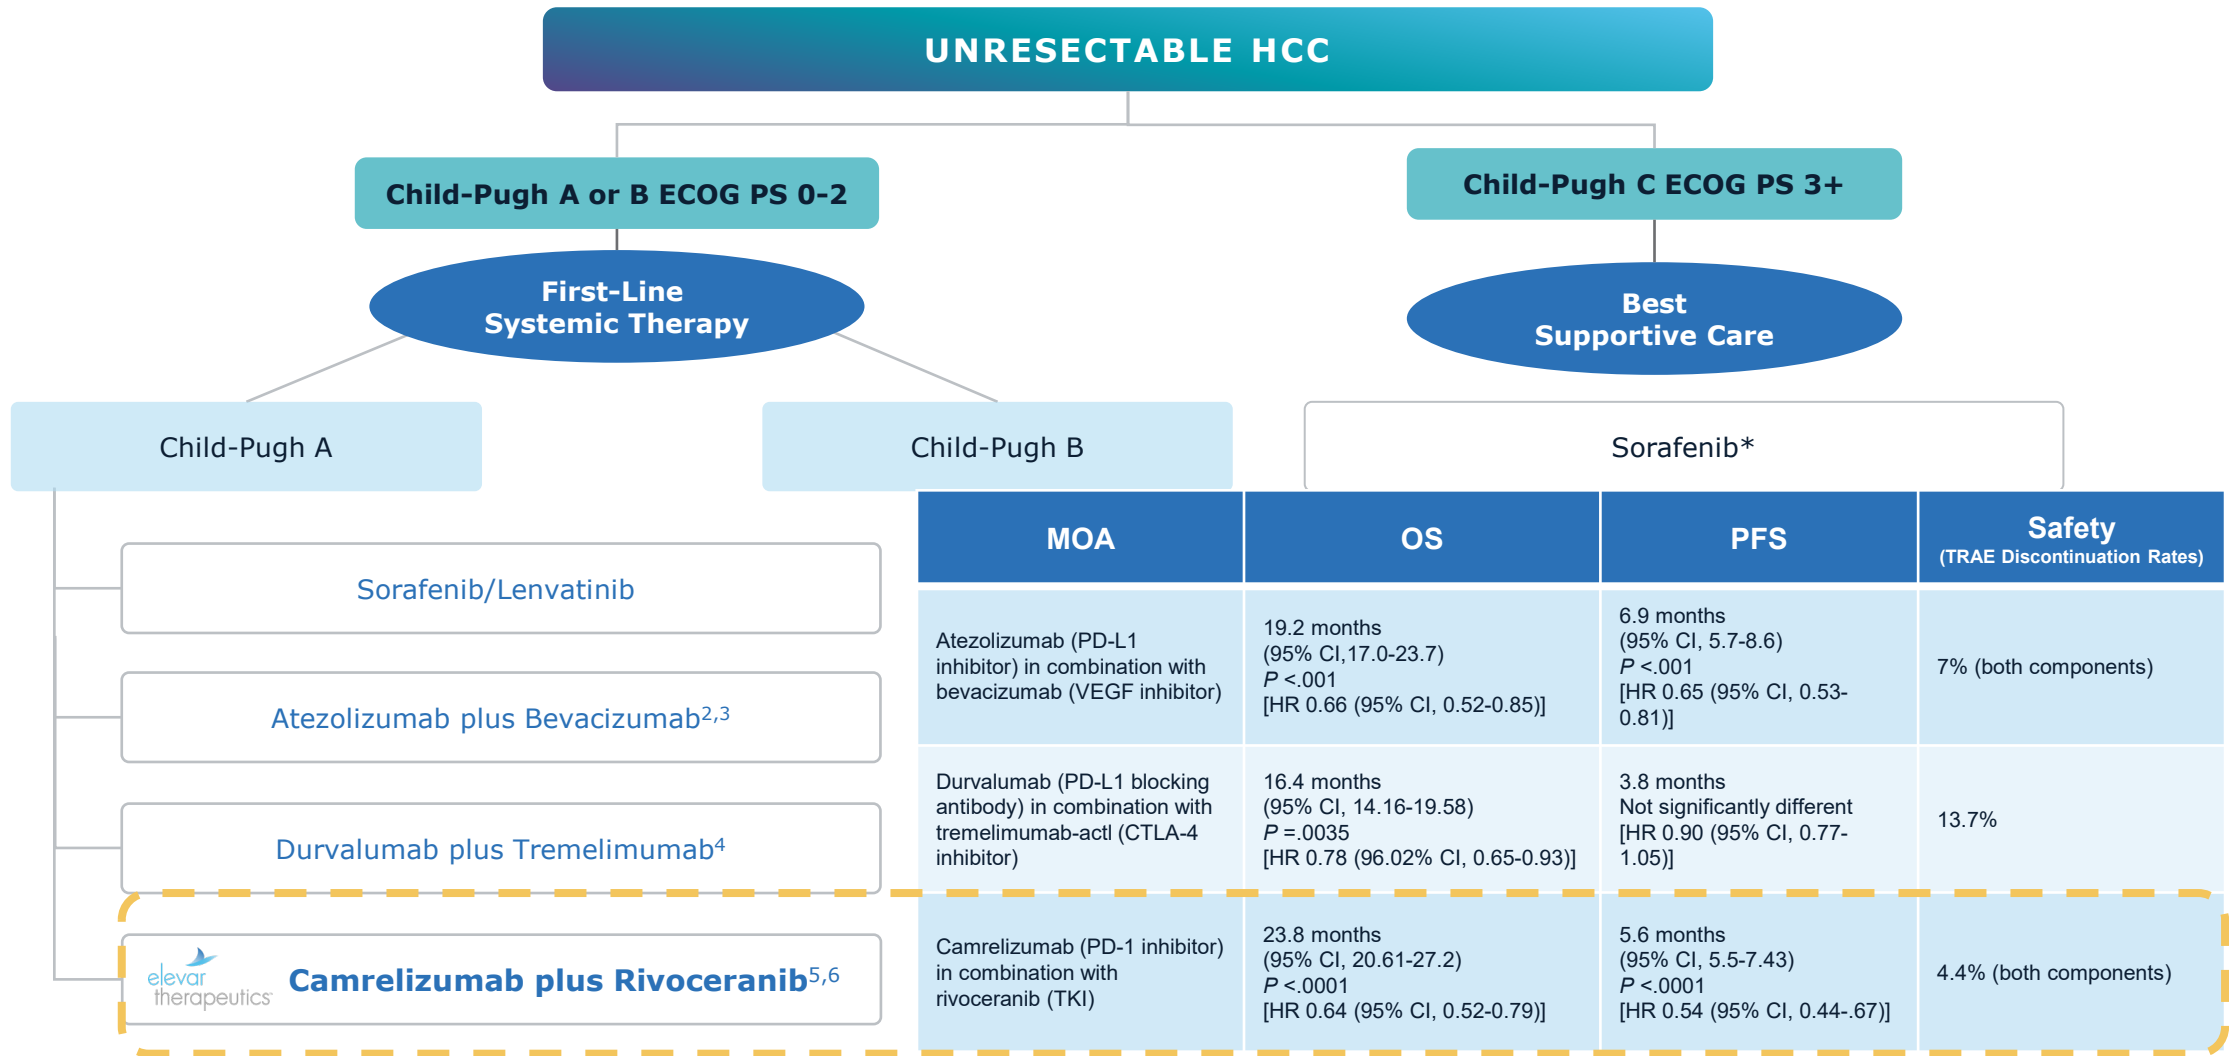 UNRESECTABLE HCC
Child-Pugh A or B ECOG PS 0-2
Child-Pugh C ECOG PS 3+
First-Line
Systemic Therapy
Best
Supportive Care
Child-Pugh A
Child-Pugh B
Sorafenib*
Sorafenib/Lenvatinib
Atezolizumab plus Bevacizumab2,3
Durvalumab plus Tremelimumab4
elevar
therapeutics
Camrelizumab plus Rivoceranib5,6
MOA
OS
PFS
Safety
(TRAE Discontinuation Rates)
Atezolizumab (PD-L1
inhibitor) in combination with
bevacizumab (VEGF inhibitor)
19.2 months
(95% CI,17.0-23.7)
P <.001
[HR 0.66 (95% CI, 0.52-0.85)]
6.9 months
(95% CI, 5.7-8.6)
P <.001
[HR 0.65 (95% CI, 0.53-
0.81)]
7% (both components)
Durvalumab (PD-L1 blocking
antibody) in combination with
tremelimumab-actl (CTLA-4
inhibitor)
16.4 months
(95% CI, 14.16-19.58)
P =.0035
[HR 0.78 (96.02% CI, 0.65-0.93)]
3.8 months
Not significantly different
[HR 0.90 (95% CI, 0.77-
1.05)]
13.7%
Camrelizumab (PD-1 inhibitor)
in combination with
rivoceranib (TKI)
23.8 months
(95% CI, 20.61-27.2)
P <.0001
[HR 0.64 (95% CI, 0.52-0.79)]
5.6 months
(95% CI, 5.5-7.43)
P <.0001
[HR 0.54 (95% CI, 0.44-.67)]
4.4% (both components)